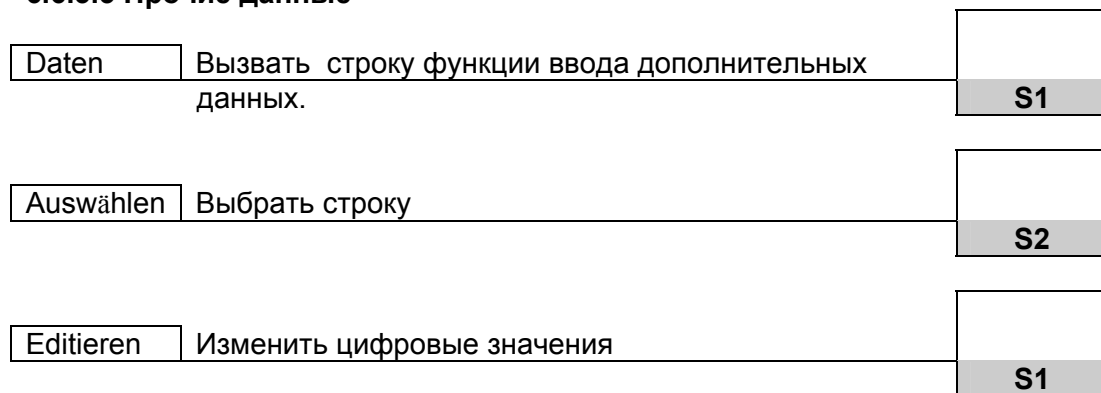 Daten Вызвать строку функции ввода дополнительных
данных. S1
Auswählen Выбрать строку
S2
Editieren Изменить цифровые значения
S1